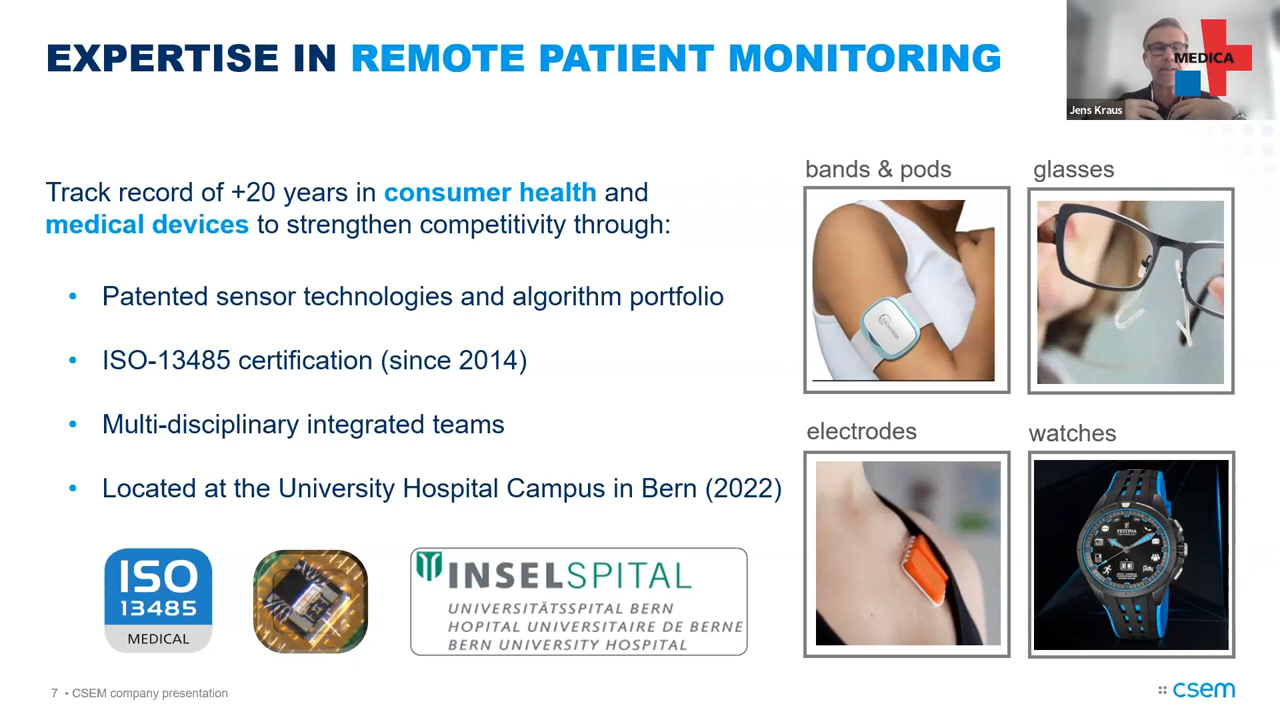 EXPERTISE IN REMOTE PATIENT MONITORING
MEDICA
Jens Kraus
Track record of +20 years in consumer health and
medical devices to strengthen competitivity through:
• Patented sensor technologies and algorithm portfolio
• ISO-13485 certification (since 2014)
• Multi-disciplinary integrated teams
• Located at the University Hospital Campus in Bern (2022)
bands & pods
glasses
electrodes
watches
FESTINA
ISO
13485
MEDICAL
INSELSPITAL
UNIVERSITÄTSSPITAL BERN
HOPITAL UNIVERSITAIRE DE BERNE
BERN UNIVERSITY HOSPITAL
7 • CSEM company presentation
csem